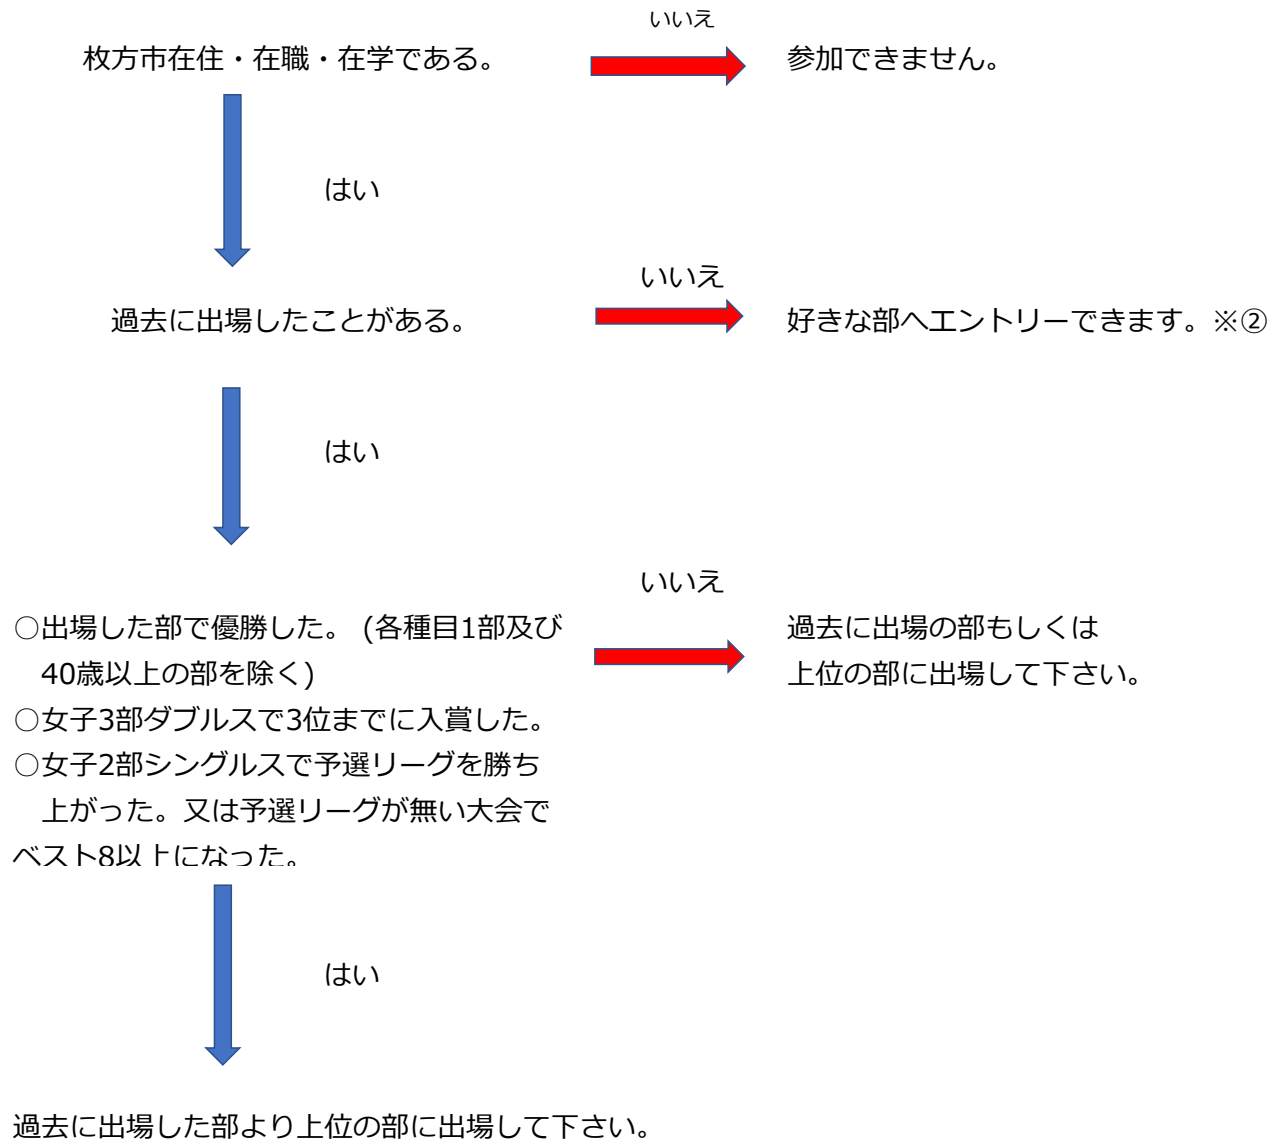 いいえ
枚方市在住・在職・在学である。
参加できません。
はい
いいえ
過去に出場したことがある。
好きな部へエントリーできます。※②
はい
いいえ
○出場した部で優勝した。 (各種目1部及び
40歳以上の部を除く)
○女子3部ダブルスで3位までに入賞した。
○女子2部シングルスで予選リーグを勝ち
上がった。又は予選リーグが無い大会で
ベスト8以上になった。
過去に出場の部もしくは
上位の部に出場して下さい。
はい
過去に出場した部より上位の部に出場して下さい。